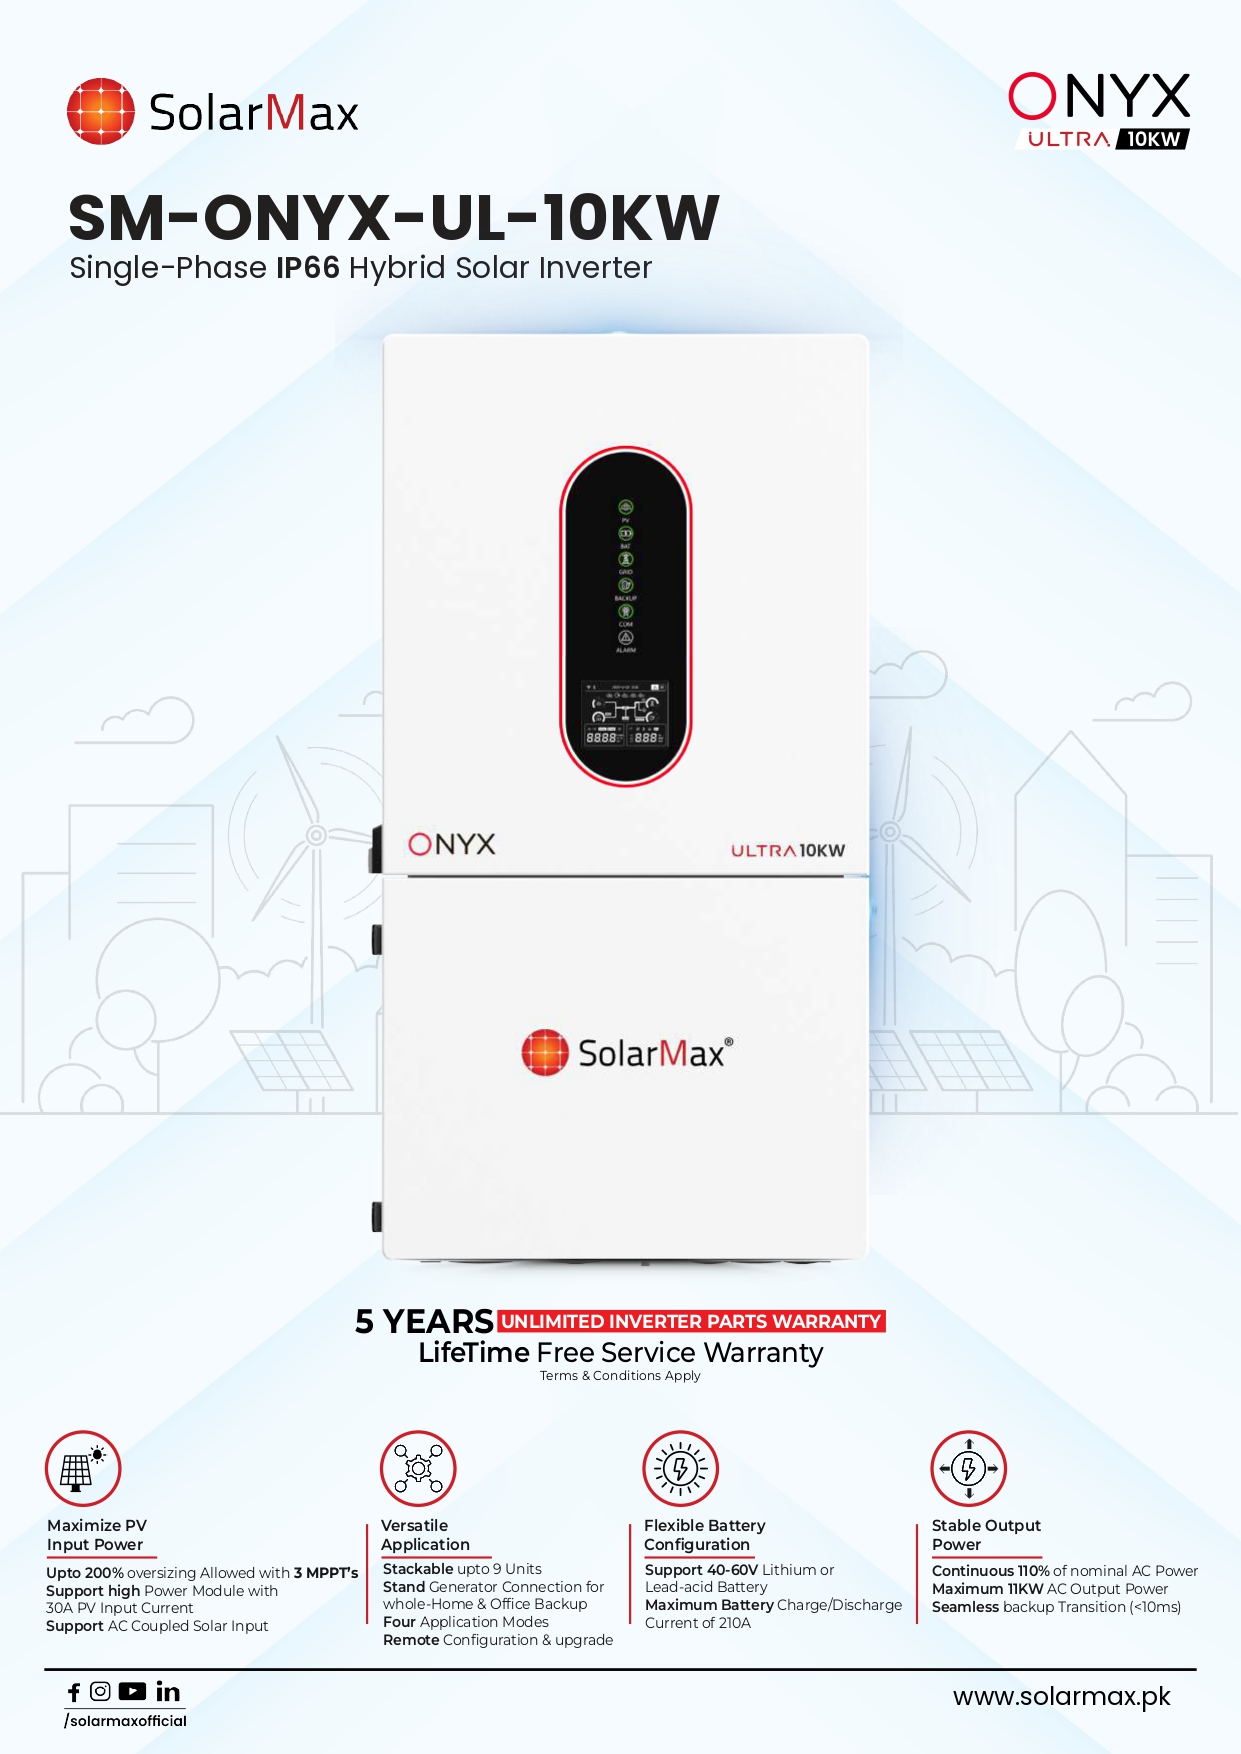 SolarMax
ONYX
ULTRA 10KW
SM-ONYX-UL-10KW
Single-Phase IP66 Hybrid Solar Inverter
PV
BAT
GRID
BACKUP
COM
ALARM
ONYX
ULTRA 10KW
SolarMax®
5 YEARS UNLIMITED INVERTER PARTS WARRANTY
LifeTime Free Service Warranty
Terms & Conditions Apply
Maximize PV
Input Power
Upto 200% oversizing Allowed with 3 MPPT's
Support high Power Module with
30A PV Input Current
Support AC Coupled Solar Input
Versatile
Application
Stackable upto 9 Units
Stand Generator Connection for
whole-Home & Office Backup
Four Application Modes
Remote Configuration & upgrade
Flexible Battery
Configuration
Support 40-60V Lithium or
Lead-acid Battery
Maximum Battery Charge/Discharge
Current of 210A
Stable Output
Power
Continuous 110% of nominal AC Power
Maximum 11KW AC Output Power
Seamless backup Transition (<10ms)
/solarmaxofficial
www.solarmax.pk